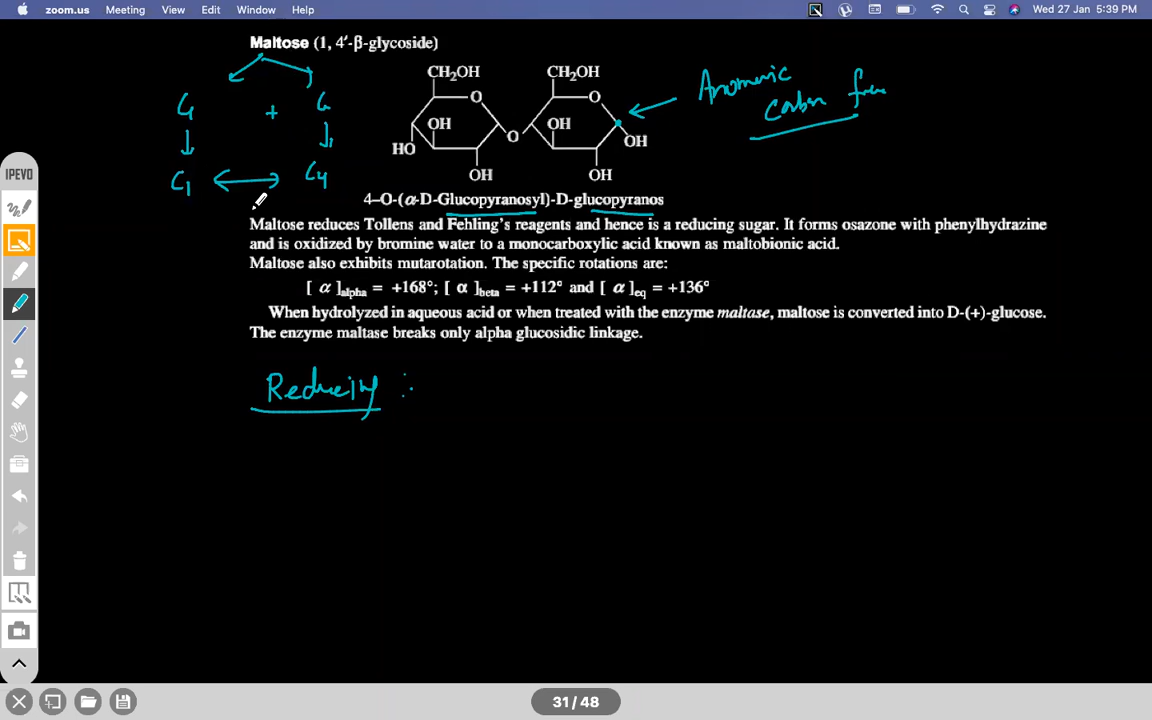 zoom.us Meeting View Edit Window Help Wed 27 Jan 5:39 PM
Maltose (1, 4′-β-glycoside)
Anomeric
carbon free
G + G
C₁ C₄
CH₂OH CH₂OH
O O
OH OH
HO O OH
OH OH
4–O-(α-D-Glucopyranosyl)-D-glucopyranos
Maltose reduces Tollens and Fehling's reagents and hence is a reducing sugar. It forms osazone with phenylhydrazine
and is oxidized by bromine water to a monocarboxylic acid known as maltobionic acid.
Maltose also exhibits mutarotation. The specific rotations are:
[ α ]alpha = +168°; [ α ]beta = +112° and [ α ]eq = +136°
When hydrolyzed in aqueous acid or when treated with the enzyme maltase, maltose is converted into D-(+)-glucose.
The enzyme maltase breaks only alpha glucosidic linkage.
Reducing :
IPEVO
31 / 48